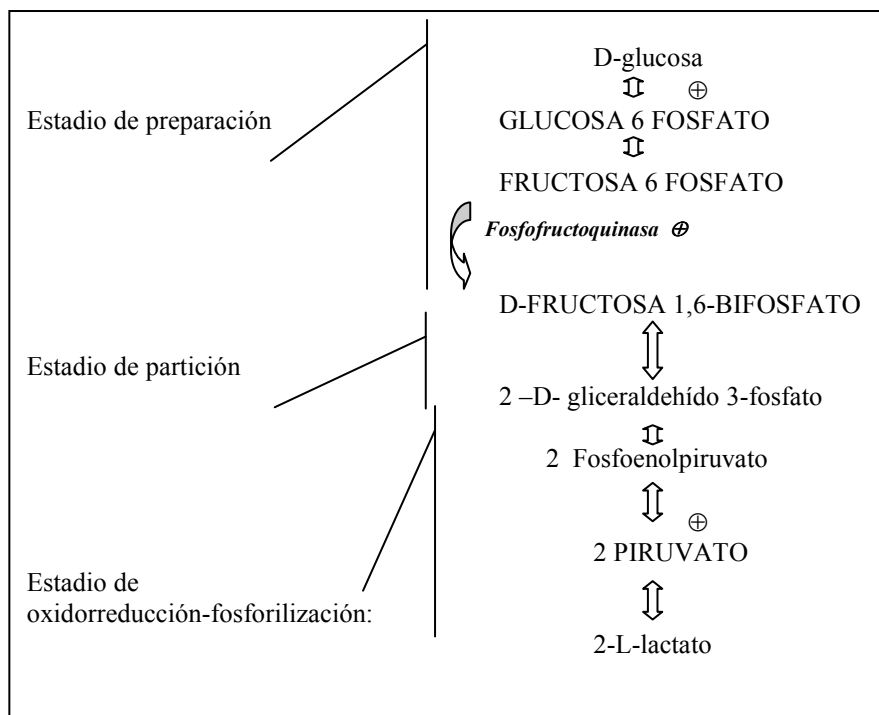 D-glucosa
⊕
Estadio de preparación
GLUCOSA 6 FOSFATO
FRUCTOSA 6 FOSFATO
Fosfofructoquinasa ⊕
D-FRUCTOSA 1,6-BIFOSFATO
Estadio de partición
2 –D- gliceraldehído 3-fosfato
2 Fosfoenolpiruvato
⊕
2 PIRUVATO
Estadio de
oxidorreducción-fosforilización:
2-L-lactato